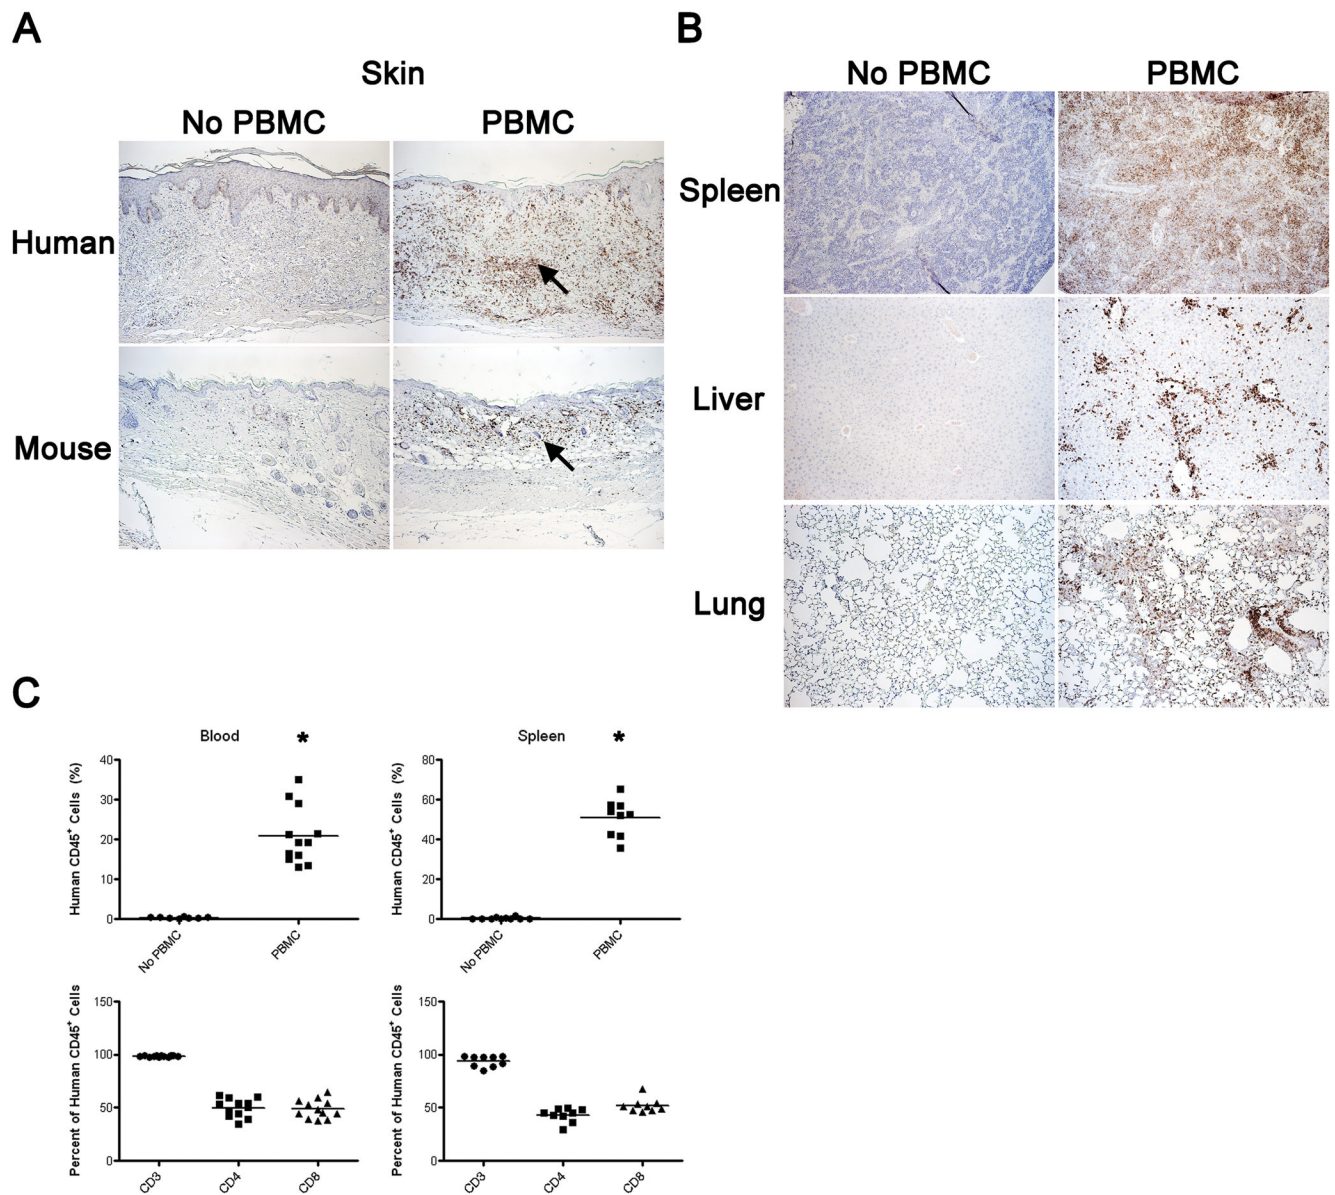 A
Skin
No PBMC PBMC
Human
Mouse
B
No PBMC PBMC
Spleen
Liver
Lung
C
Blood *
Human CD45⁺ Cells (%)
40
30
20
10
0
No PBMC PBMC
Spleen *
Human CD45⁺ Cells (%)
80
60
40
20
0
No PBMC PBMC
Percent of Human CD45⁺ Cells
150
100
50
0
CD3 CD4 CD8
Percent of Human CD45⁺ Cells
150
100
50
0
CD3 CD4 CD8